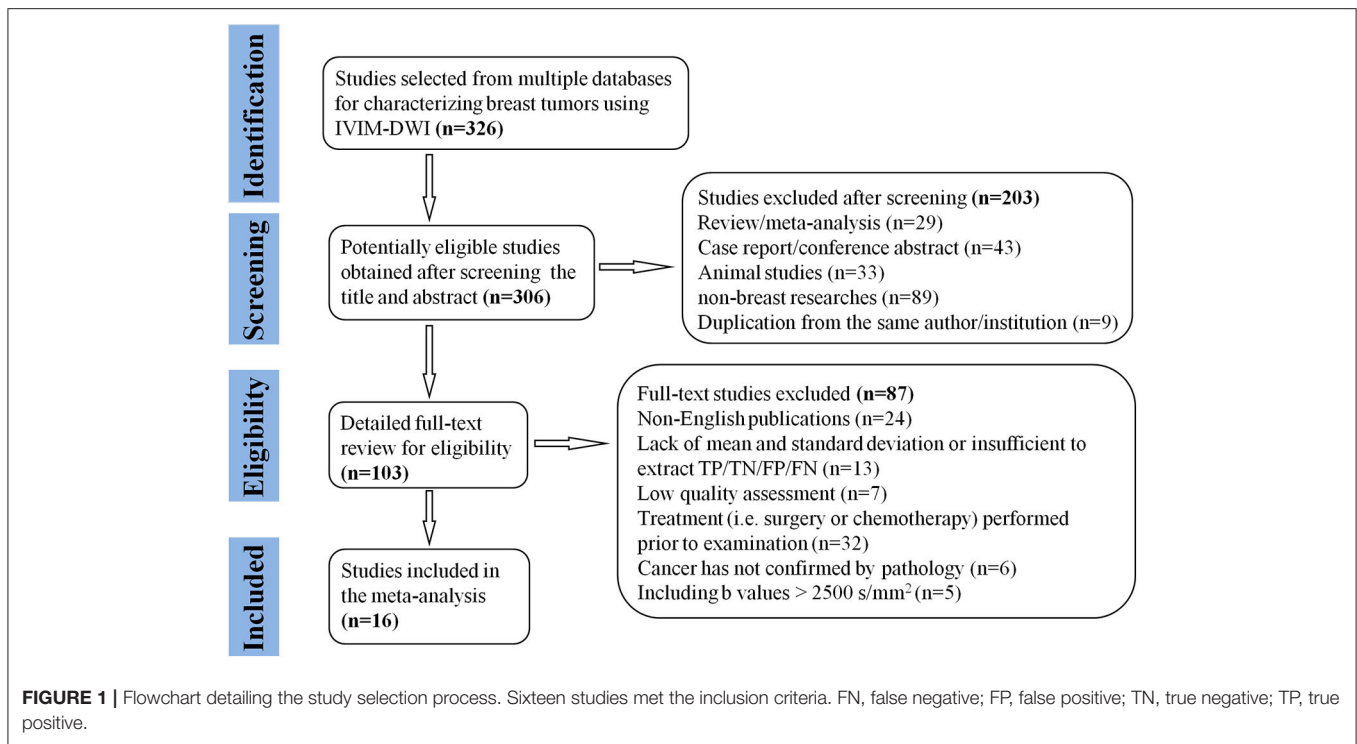 Identification
Studies selected from multiple databases
for characterizing breast tumors using
IVIM-DWI (n=326)
Screening
Potentially eligible studies
obtained after screening the
title and abstract (n=306)
Studies excluded after screening (n=203)
Review/meta-analysis (n=29)
Case report/conference abstract (n=43)
Animal studies (n=33)
non-breast researches (n=89)
Duplication from the same author/institution (n=9)
Eligibility
Detailed full-text
review for eligibility
(n=103)
Full-text studies excluded (n=87)
Non-English publications (n=24)
Lack of mean and standard deviation or insufficient to
extract TP/TN/FP/FN (n=13)
Low quality assessment (n=7)
Treatment (i.e. surgery or chemotherapy) performed
prior to examination (n=32)
Cancer has not confirmed by pathology (n=6)
Including b values > 2500 s/mm² (n=5)
Included
Studies included in
the meta-analysis
(n=16)
FIGURE 1 | Flowchart detailing the study selection process. Sixteen studies met the inclusion criteria. FN, false negative; FP, false positive; TN, true negative; TP, true
positive.